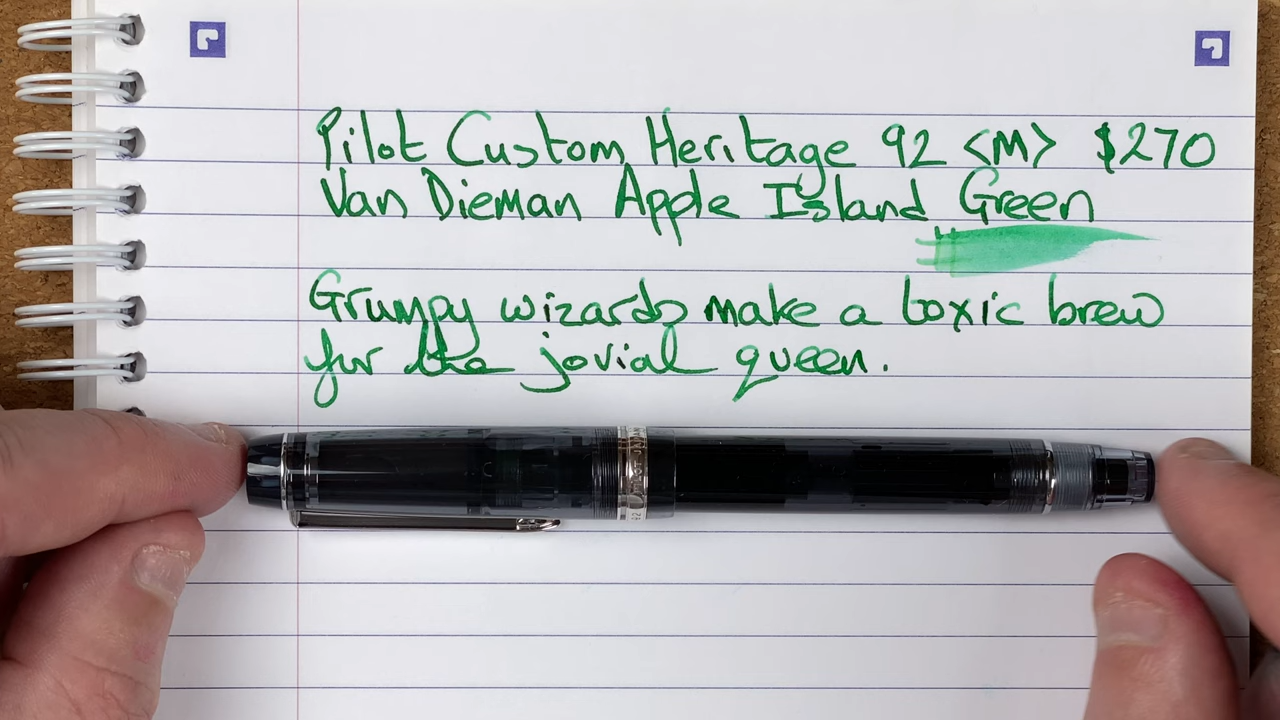 Pilot Custom Heritage 92 <M> $270
Van Dieman Apple Island Green
Grumpy wizards make a toxic brew
for the jovial queen.